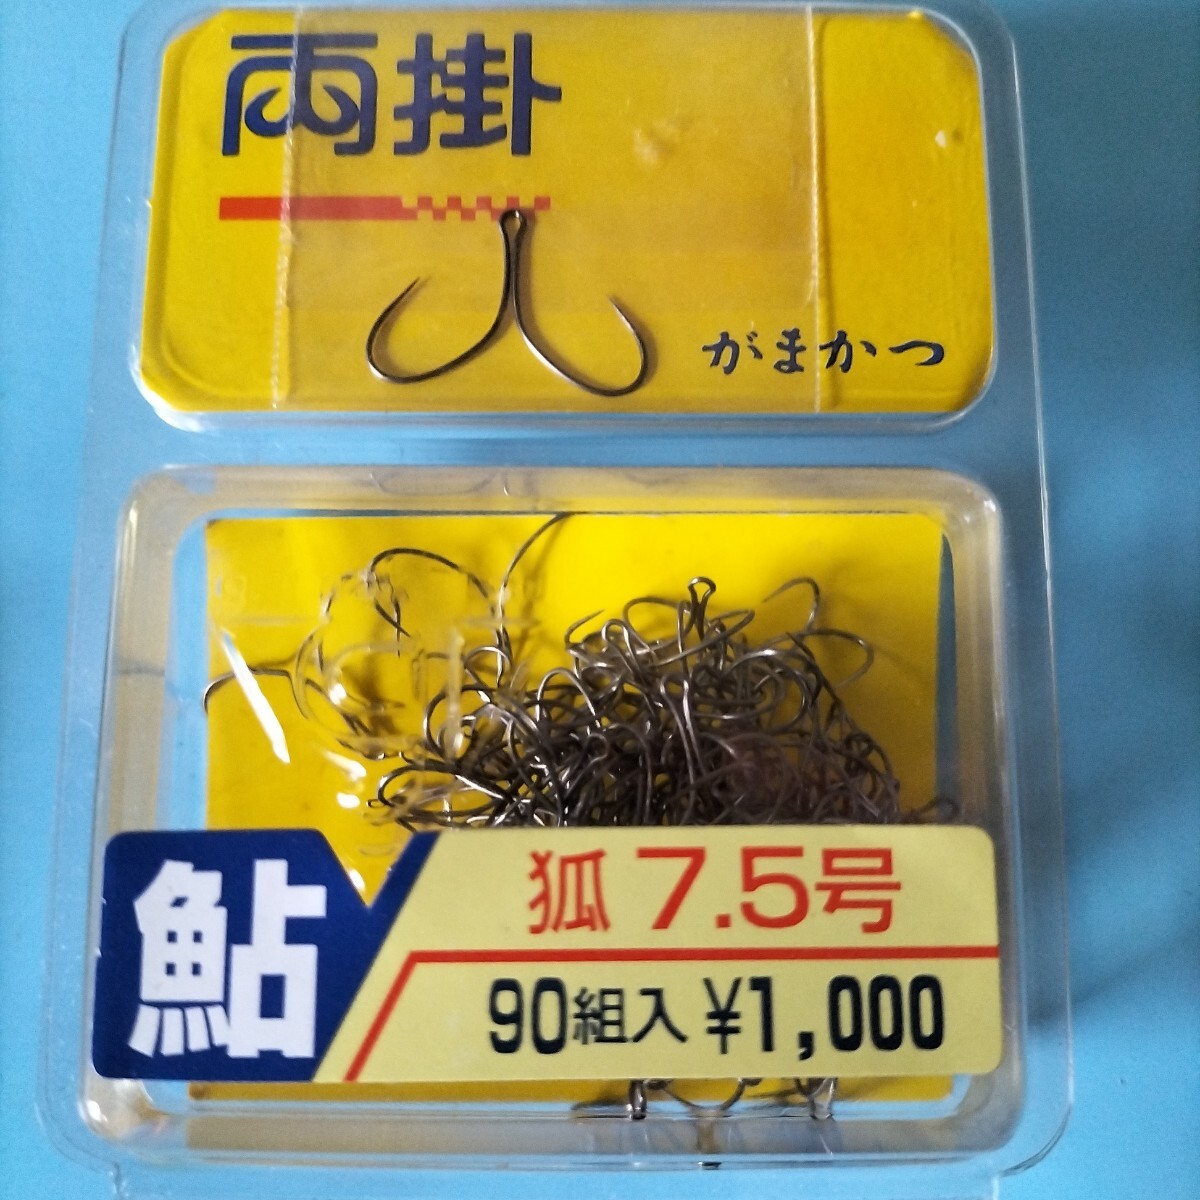 両掛
がまかつ
鮎
狐 7.5号
90組入 ¥1,000